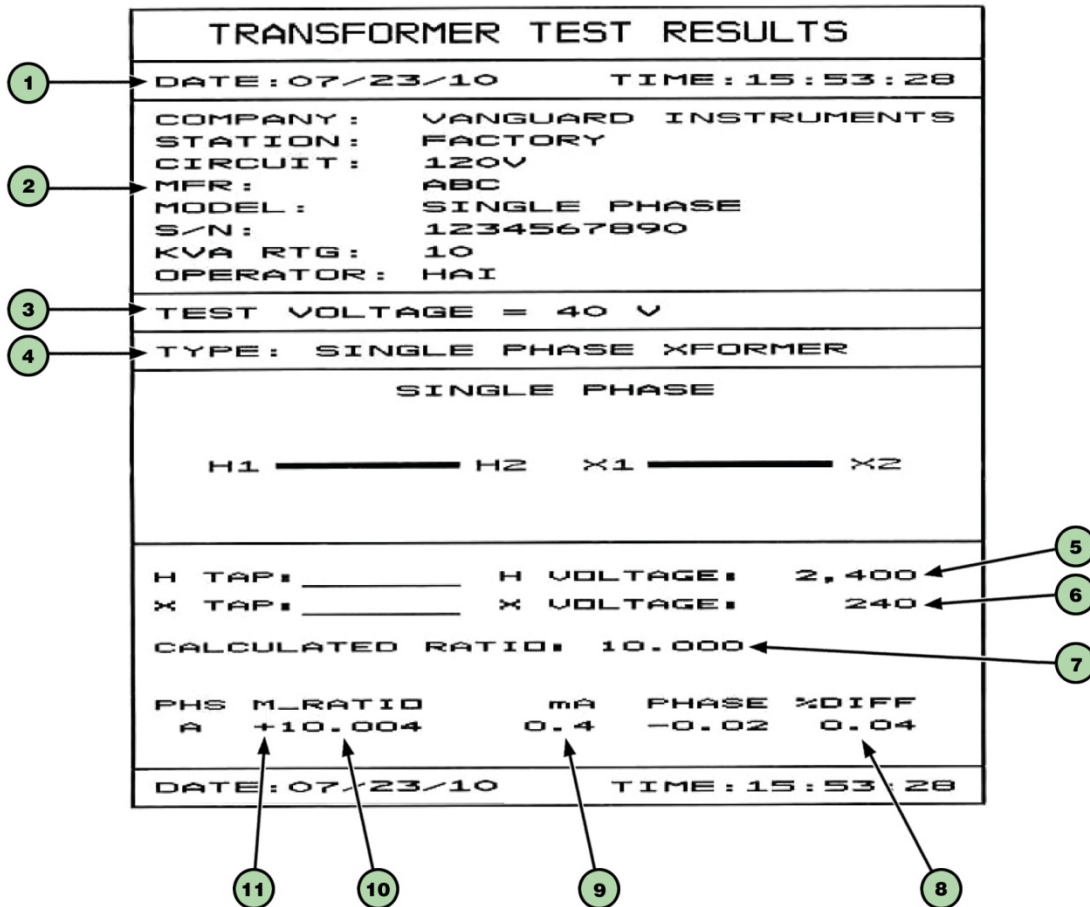 TRANSFORMER TEST RESULTS
1 DATE:07/23/10 TIME:15:53:28
COMPANY: VANGUARD INSTRUMENTS
STATION: FACTORY
CIRCUIT: 120V
2 MFR: ABC
MODEL: SINGLE PHASE
S/N: 1234567890
KVA RTG: 10
OPERATOR: HAI
3 TEST VOLTAGE = 40 V
4 TYPE: SINGLE PHASE XFORMER
SINGLE PHASE
H1 H2 X1 X2
H TAP: H VOLTAGE: 2,400 5
X TAP: X VOLTAGE: 240 6
CALCULATED RATIO: 10.000 7
PHS M_RATIO mA PHASE %DIFF
A +10.004 0.4 -0.02 0.04
DATE:07/23/10 TIME:15:53:28
11 10 9 8